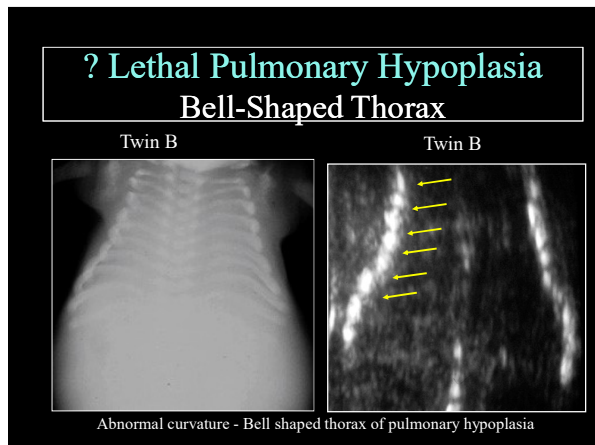 ? Lethal Pulmonary Hypoplasia
Bell-Shaped Thorax
Twin B
Twin B
Abnormal curvature - Bell shaped thorax of pulmonary hypoplasia